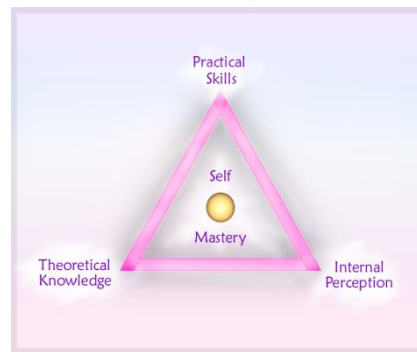 Practical
Skills
Self
Mastery
Theoretical
Knowledge
Internal
Perception